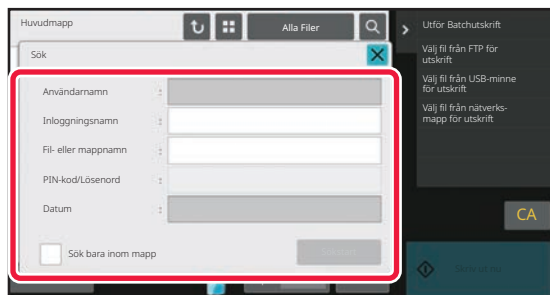 Huvudmapp
Alla Filer
Sök
Användarnamn :
Inloggningsnamn :
Fil- eller mappnamn :
PIN-kod/Lösenord :
Datum :
Sök bara inom mapp
Utför Batchutskrift
Välj fil från FTP för
utskrift
Välj fil från USB-minne
för utskrift
Välj fil från nätverks-
mapp för utskrift
CA